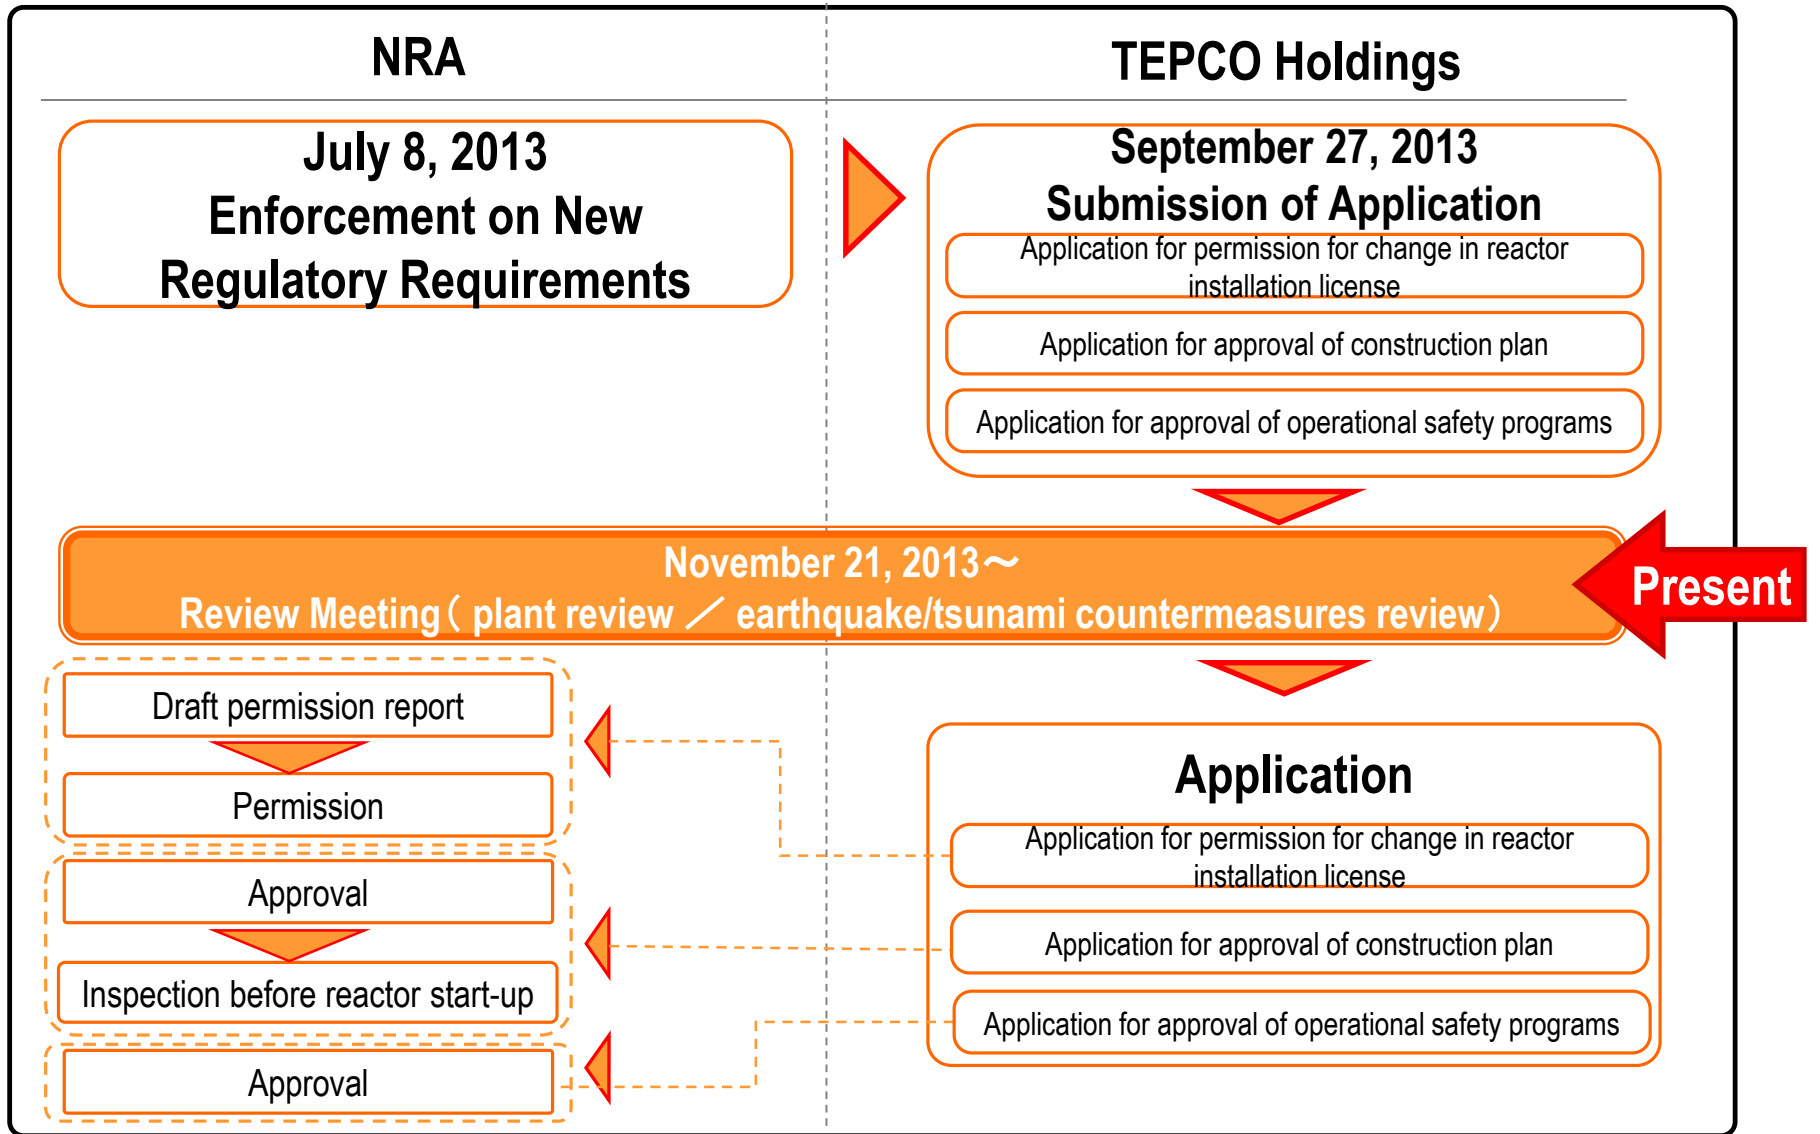 NRA
TEPCO Holdings
July 8, 2013
Enforcement on New
Regulatory Requirements
September 27, 2013
Submission of Application
Application for permission for change in reactor
installation license
Application for approval of construction plan
Application for approval of operational safety programs
November 21, 2013～
Review Meeting（ plant review ／ earthquake/tsunami countermeasures review）
Present
Draft permission report
Permission
Approval
Inspection before reactor start-up
Approval
Application
Application for permission for change in reactor
installation license
Application for approval of construction plan
Application for approval of operational safety programs